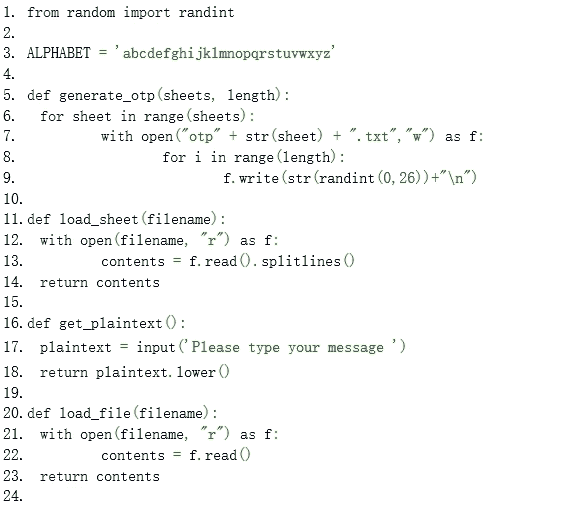 1. from random import randint
2.
3. ALPHABET = 'abcdefghijklmnopqrstuvwxyz'
4.
5. def generate_otp(sheets, length):
6. for sheet in range(sheets):
7. with open("otp" + str(sheet) + ".txt","w") as f:
8. for i in range(length):
9. f.write(str(randint(0,26))+"\n")
10.
11. def load_sheet(filename):
12. with open(filename, "r") as f:
13. contents = f.read().splitlines()
14. return contents
15.
16. def get_plaintext():
17. plaintext = input('Please type your message ')
18. return plaintext.lower()
19.
20. def load_file(filename):
21. with open(filename, "r") as f:
22. contents = f.read()
23. return contents
24.